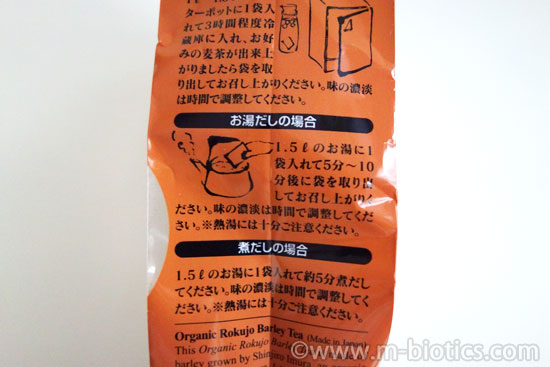 ターポットに1袋入
れて3時間程度冷
蔵庫に入れ、お好
みの麦茶が出来上
がりましたら袋を取
り出してお召し上がりください。味の濃淡
は時間で調整してください。
お湯だしの場合
1.5ℓのお湯に1
袋入れて5分〜10
分後に袋を取り出
してお召し上がりく
ださい。味の濃淡は時間で調整してくだ
さい。※熱湯には十分ご注意ください。
煮だしの場合
1.5ℓのお湯に1袋入れて約5分煮だし
てください。味の濃淡は時間で調整してく
ださい。※熱湯には十分ご注意ください。
Organic Rokujo Barley Tea (Made in Japan)
This Organic Rokujo
barley grown by Shinjiro Imura,
©www.m-biotics.com